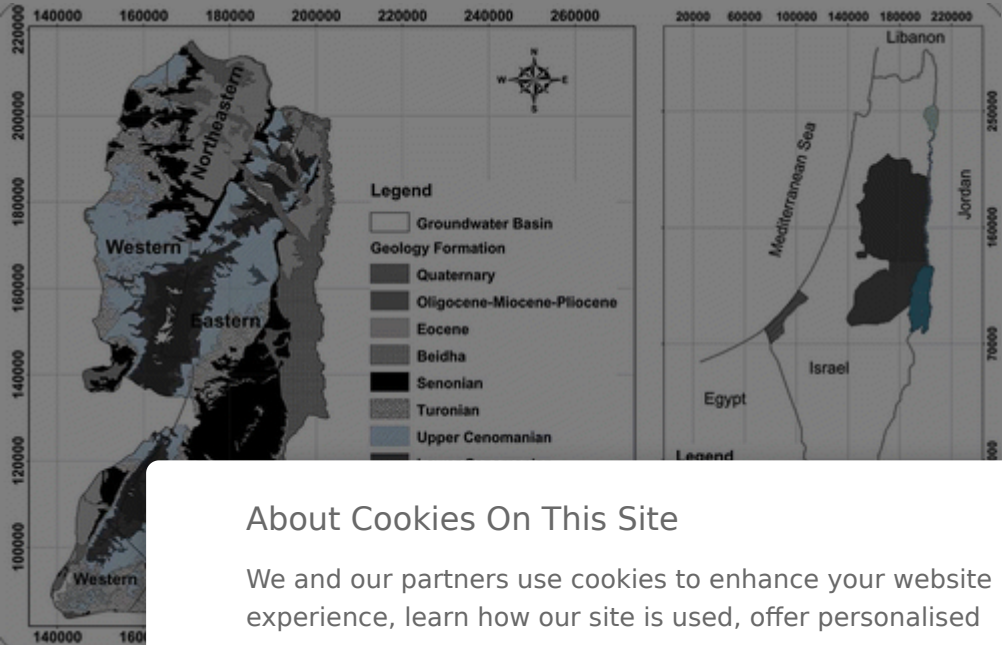 140000 160000 180000 200000 220000 240000 260000
220000
200000
180000
160000
140000
120000
100000
Northeastern
Western
Eastern
Western
140000
N
W E
S
Legend
Groundwater Basin
Geology Formation
Quaternary
Oligocene-Miocene-Pliocene
Eocene
Beidha
Senonian
Turonian
Upper Cenomanian
20000 60000 100000 140000 180000 220000
Lebanon
Mediterranean Sea
Jordan
Israel
Egypt
250000
160000
70000
Legend
About Cookies On This Site
We and our partners use cookies to enhance your website
experience, learn how our site is used, offer personalised